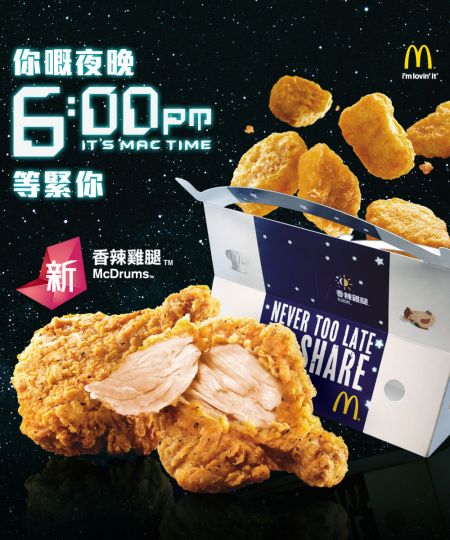 你嘅夜晚
6:00pm
IT'S MAC TIME
等緊你
i'm lovin' it
新
香辣雞腿™
McDrums™
香辣雞腿
NEVER TOO LATE
SHARE